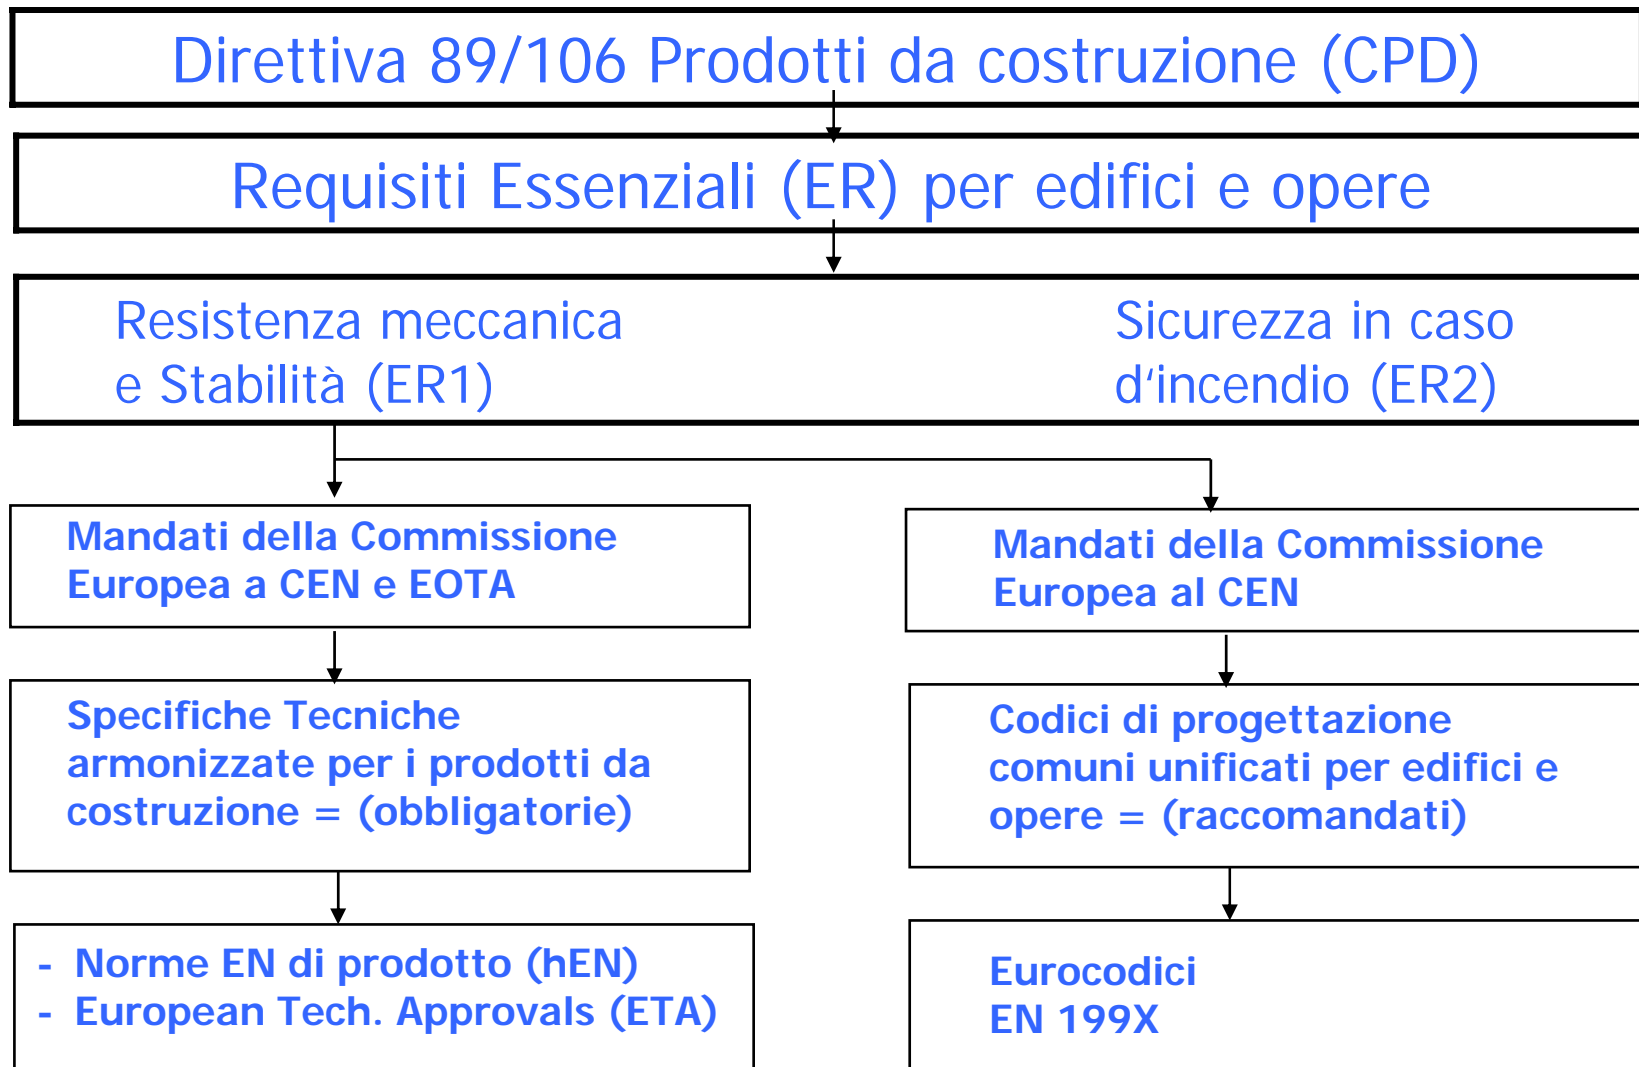 Direttiva 89/106 Prodotti da costruzione (CPD)
Requisiti Essenziali (ER) per edifici e opere
Resistenza meccanica
e Stabilità (ER1)
Sicurezza in caso
d‘incendio (ER2)
Mandati della Commissione
Europea a CEN e EOTA
Mandati della Commissione
Europea al CEN
Specifiche Tecniche
armonizzate per i prodotti da
costruzione = (obbligatorie)
Codici di progettazione
comuni unificati per edifici e
opere = (raccomandati)
- Norme EN di prodotto (hEN)
- European Tech. Approvals (ETA)
Eurocodici
EN 199X